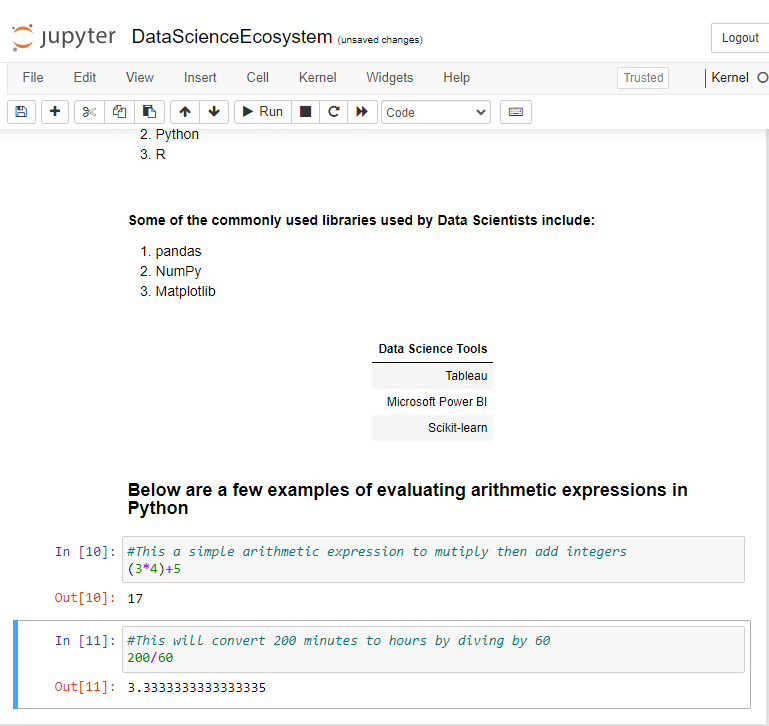 jupyter DataScienceEcosystem (unsaved changes)
Logout
File Edit View Insert Cell Kernel Widgets Help Trusted Kernel
Run Code
2. Python
3. R
Some of the commonly used libraries used by Data Scientists include:
1. pandas
2. NumPy
3. Matplotlib
Data Science Tools
Tableau
Microsoft Power BI
Scikit-learn
Below are a few examples of evaluating arithmetic expressions in
Python
In [10]: #This a simple arithmetic expression to mutiply then add integers
(3*4)+5
Out[10]: 17
In [11]: #This will convert 200 minutes to hours by diving by 60
200/60
Out[11]: 3.3333333333333335